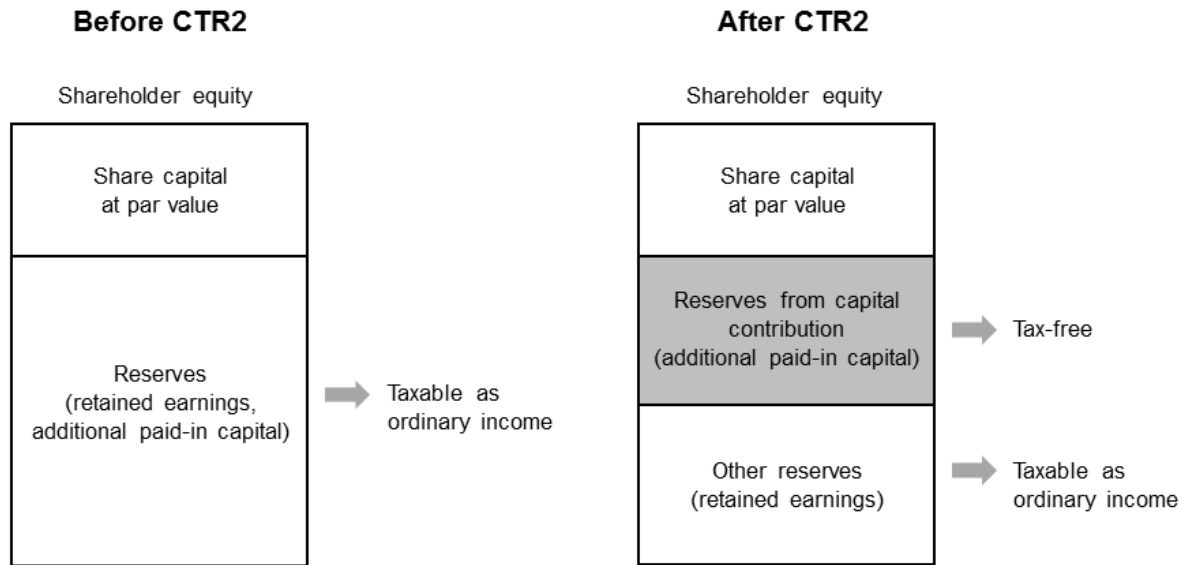 Before CTR2
Shareholder equity
Share capital
at par value
Reserves
(retained earnings,
additional paid-in capital)
Taxable as
ordinary income
After CTR2
Shareholder equity
Share capital
at par value
Reserves from capital
contribution
(additional paid-in capital)
Tax-free
Other reserves
(retained earnings)
Taxable as
ordinary income